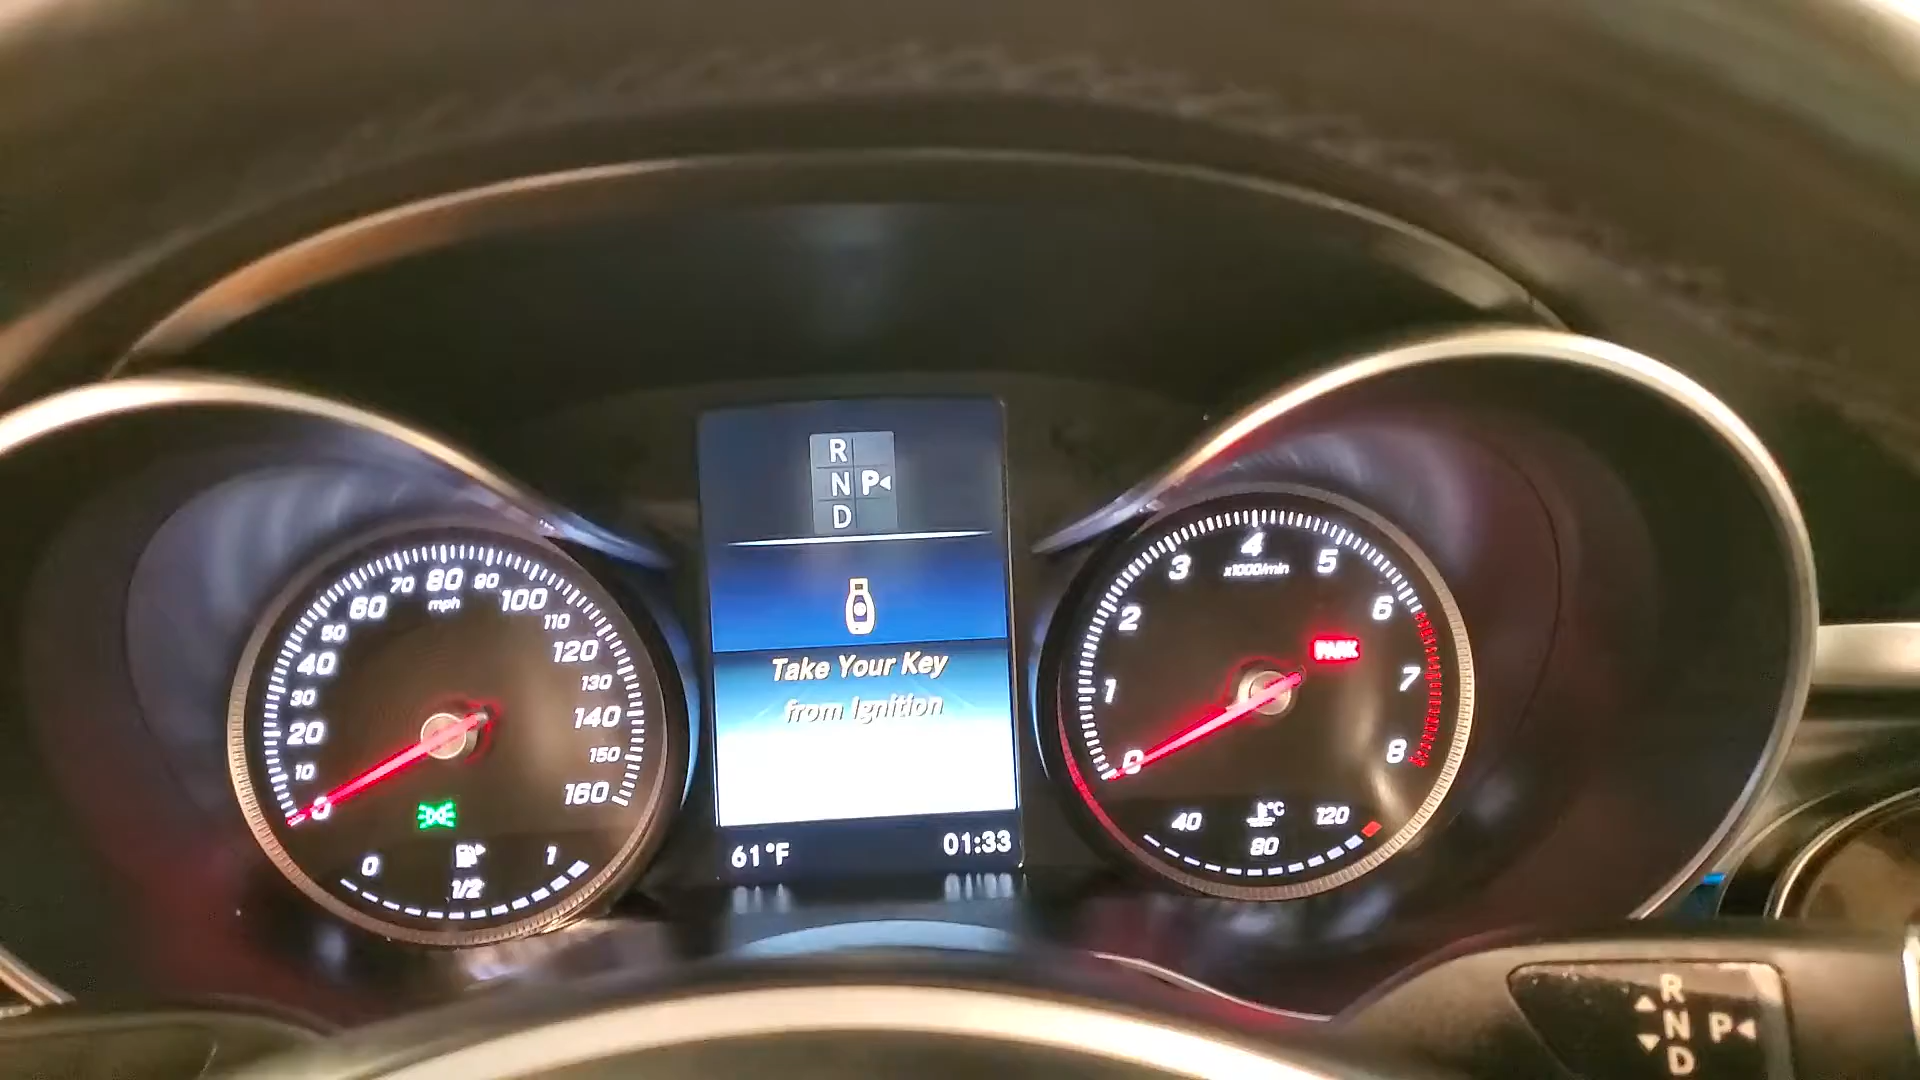 R
N P◄
D
Take Your Key
from Ignition
61°F 01:33
0
10
20
30
40
50
60
70
80
90
100
110
120
130
140
150
160
mph
0 1/2 1
0
1
2
3
4
5
6
7
8
x1000/min
PARK
40 80 120
°C
R
N P◄
D